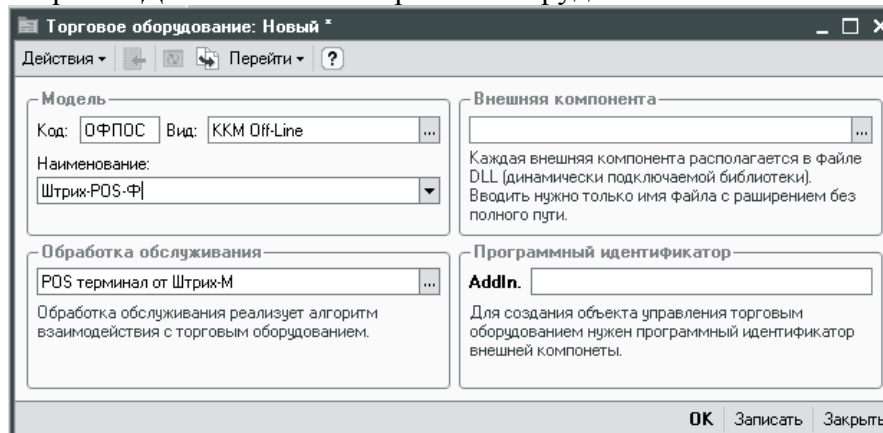 Торговое оборудование: Новый *
Действия Перейти ?
Модель
Код: ОФПОС Вид: ККМ Off-Line ...
Наименование:
Штрих-POS-Ф
Внешняя компонента
...
Каждая внешняя компонента располагается в файле
DLL (динамически подключаемой библиотеки).
Вводить нужно только имя файла с раширением без
полного пути.
Обработка обслуживания
POS терминал от Штрих-М ...
Обработка обслуживания реализует алгоритм
взаимодействия с торговым оборудованием.
Программный идентификатор
AddIn.
Для создания объекта управления торговым
оборудованием нужен программный идентификатор
внешней компонеты.
OK Записать Закрыть